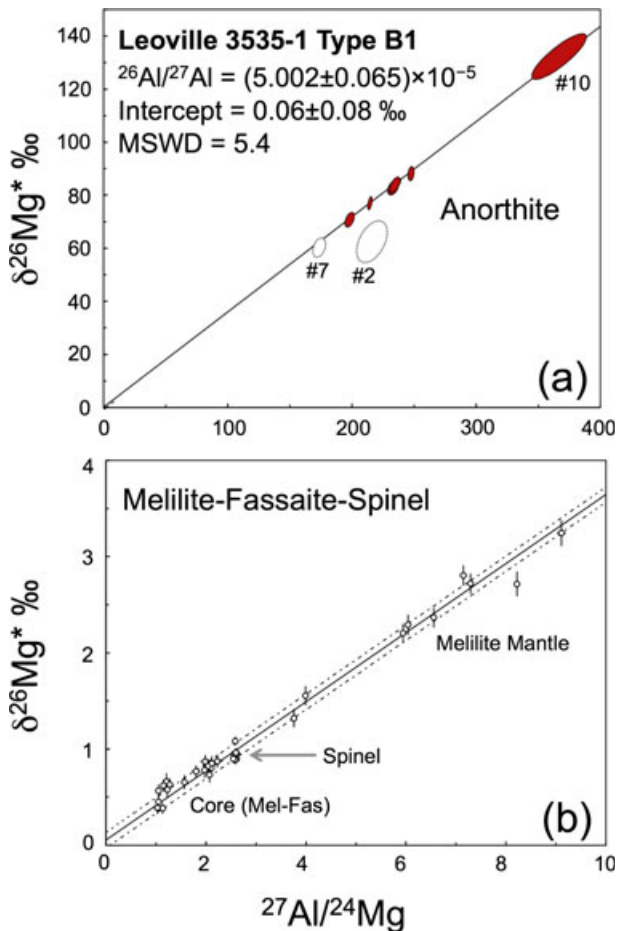 Leoville 3535-1 Type B1
²⁶Al/²⁷Al = (5.002±0.065)×10⁻⁵
Intercept = 0.06±0.08 ‰
MSWD = 5.4
140
120
100
80
60
40
20
0
δ²⁶Mg* ‰
#10
Anorthite
#7
#2
(a)
0
100
200
300
400
4
3
2
1
0
δ²⁶Mg* ‰
Melilite-Fassaite-Spinel
Melilite Mantle
Spinel
Core (Mel-Fas)
(b)
0
2
4
6
8
10
²⁷Al/²⁴Mg